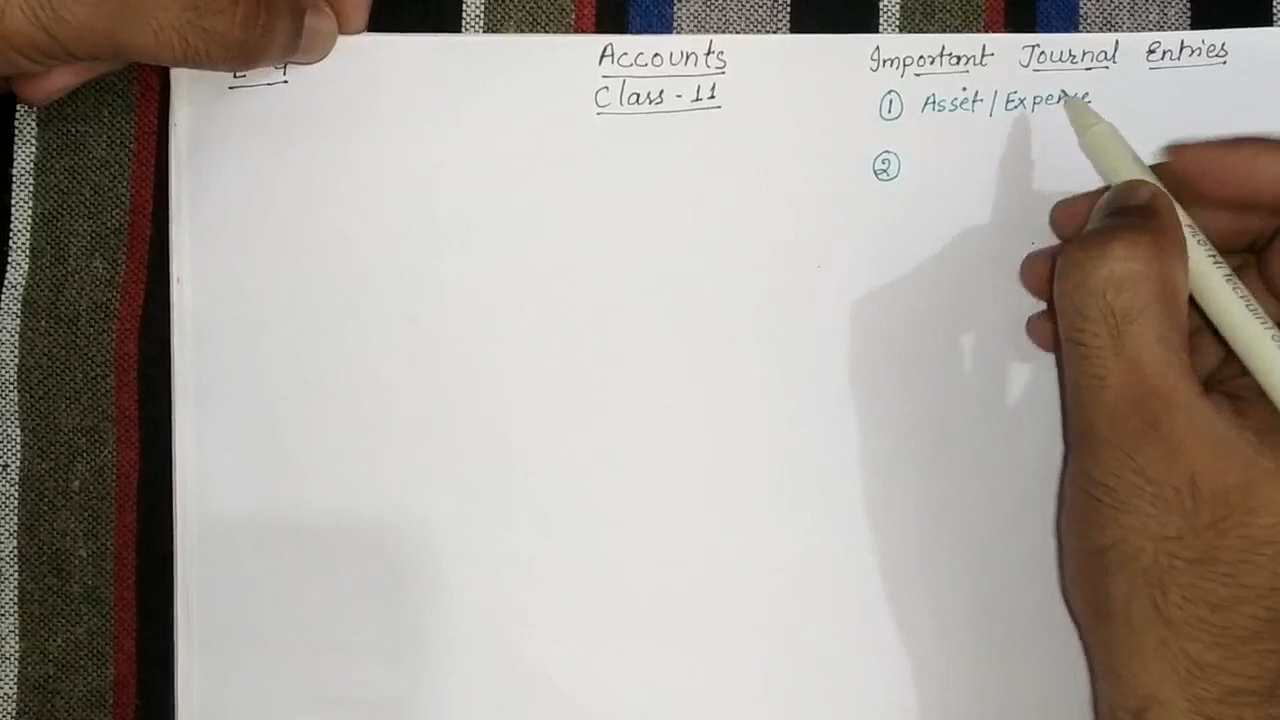 Accounts
Class - 11
Important Journal Entries
① Asset / Expense
②